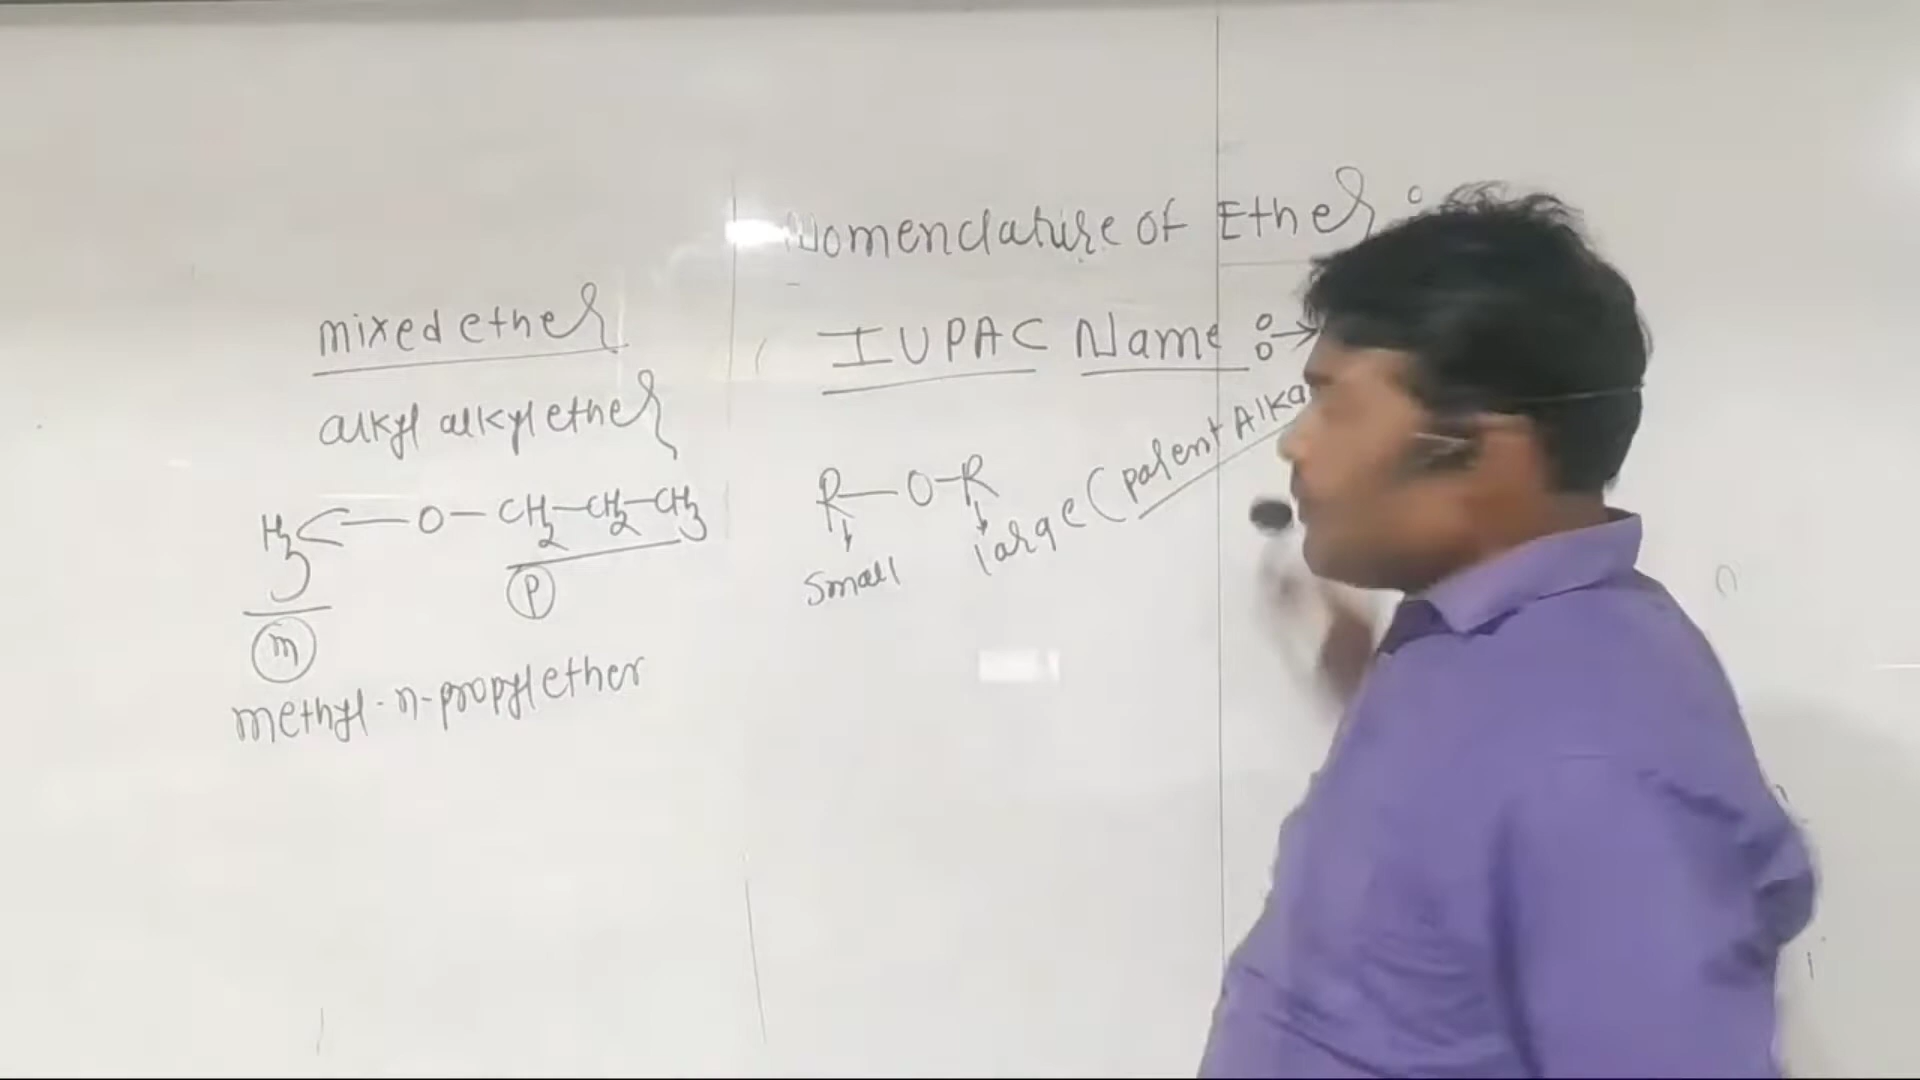 mixed ether
alkyl alkyl ether
H₃C—O—CH₂—CH₂—CH₃
m
p
methyl-n-propyl ether
Nomenclature of Ether :
IUPAC Name :→
R—O—R
small
large (parent Alka